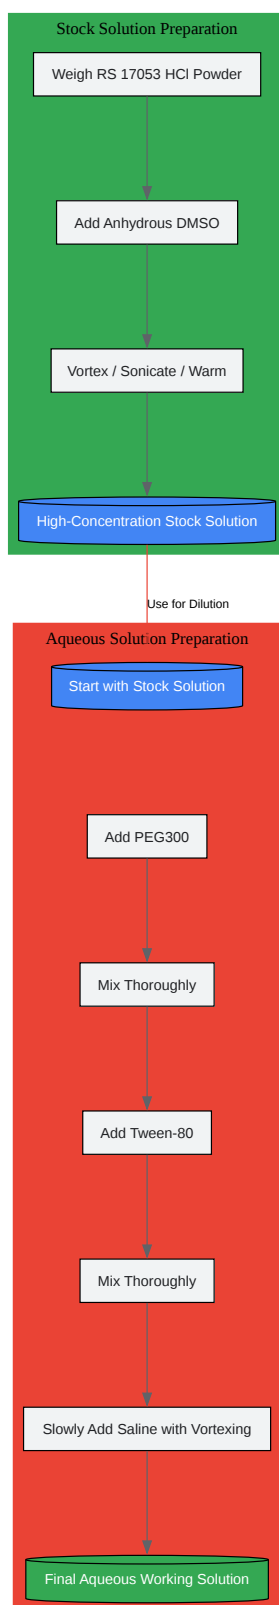 Stock Solution Preparation
Weigh RS 17053 HCl Powder
Add Anhydrous DMSO
Vortex / Sonicate / Warm
High-Concentration Stock Solution
Use for Dilution
Aqueous Solution Preparation
Start with Stock Solution
Add PEG300
Mix Thoroughly
Add Tween-80
Mix Thoroughly
Slowly Add Saline with Vortexing
Final Aqueous Working Solution